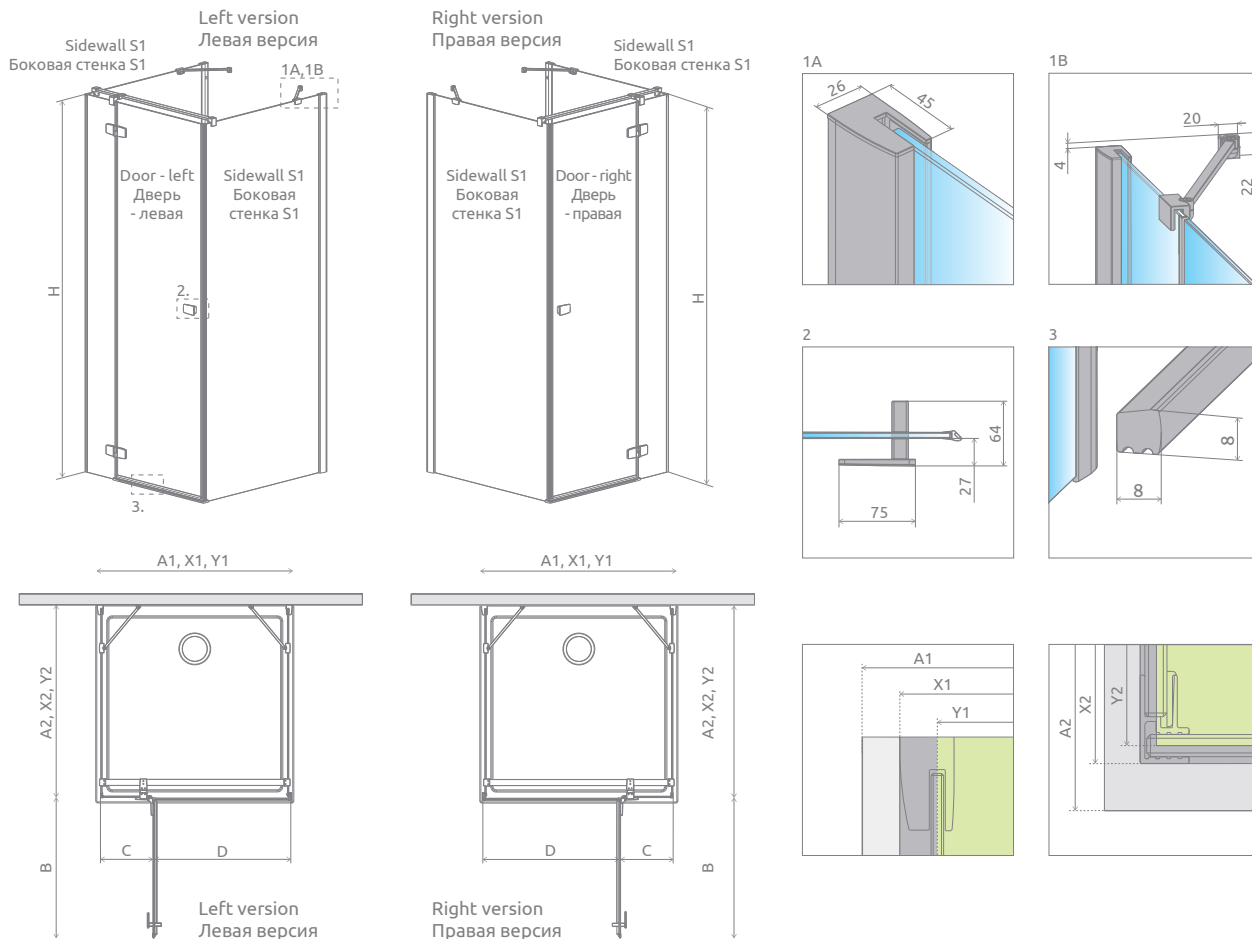 Left version
Левая версия
Sidewall S1
Боковая стенка S1
1A,1B
H
Door - left
Дверь
- левая
Sidewall S1
Боковая
стенка S1
2.
3.
Right version
Правая версия
Sidewall S1
Боковая стенка S1
Sidewall S1
Боковая
стенка S1
Door - right
Дверь
- правая
H
1A
26
45
1B
20
4
22
2
64
27
75
3
8
8
A1, X1, Y1
A2, X2, Y2
B
C
D
Left version
Левая версия
A1, X1, Y1
A2, X2, Y2
B
D
C
Right version
Правая версия
A1
X1
Y1
A2
X2
Y2